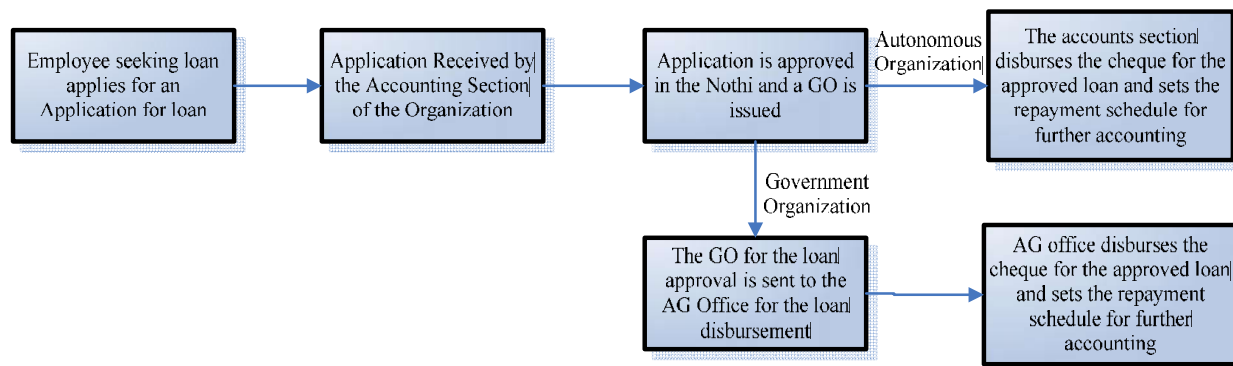 Employee seeking loan
applies for an
Application for loan
Application Received by
the Accounting Section
of the Organization
Application is approved
in the Nothi and a GO is
issued
Autonomous
Organization
The accounts section
disburses the cheque for the
approved loan and sets the
repayment schedule for
further accounting
Government
Organization
The GO for the loan
approval is sent to the
AG Office for the loan
disbursement
AG office disburses the
cheque for the approved loan
and sets the repayment
schedule for further
accounting